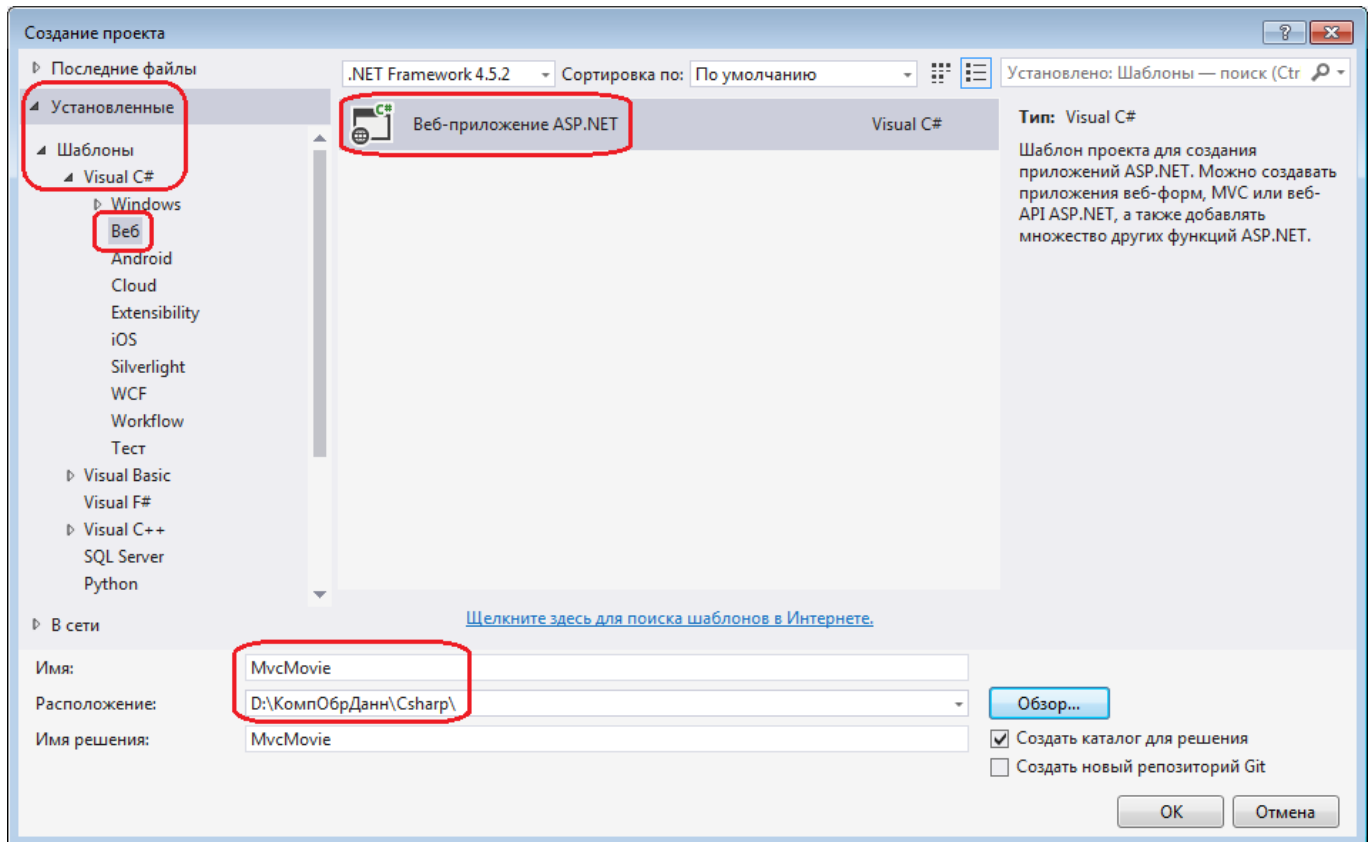 Создание проекта
Последние файлы
Установленные
Шаблоны
Visual C#
Windows
Веб
Android
Cloud
Extensibility
iOS
Silverlight
WCF
Workflow
Тест
Visual Basic
Visual F#
Visual C++
SQL Server
Python
В сети
.NET Framework 4.5.2 Сортировка по: По умолчанию
Установлено: Шаблоны — поиск (Ctr
C#
Веб-приложение ASP.NET Visual C#
Тип: Visual C#
Шаблон проекта для создания
приложений ASP.NET. Можно создавать
приложения веб-форм, MVC или веб-
API ASP.NET, а также добавлять
множество других функций ASP.NET.
Щелкните здесь для поиска шаблонов в Интернете.
Имя: MvcMovie
Расположение: D:\КомпОбрДанн\Csharp\
Обзор...
Имя решения: MvcMovie
Создать каталог для решения
Создать новый репозиторий Git
OK Отмена